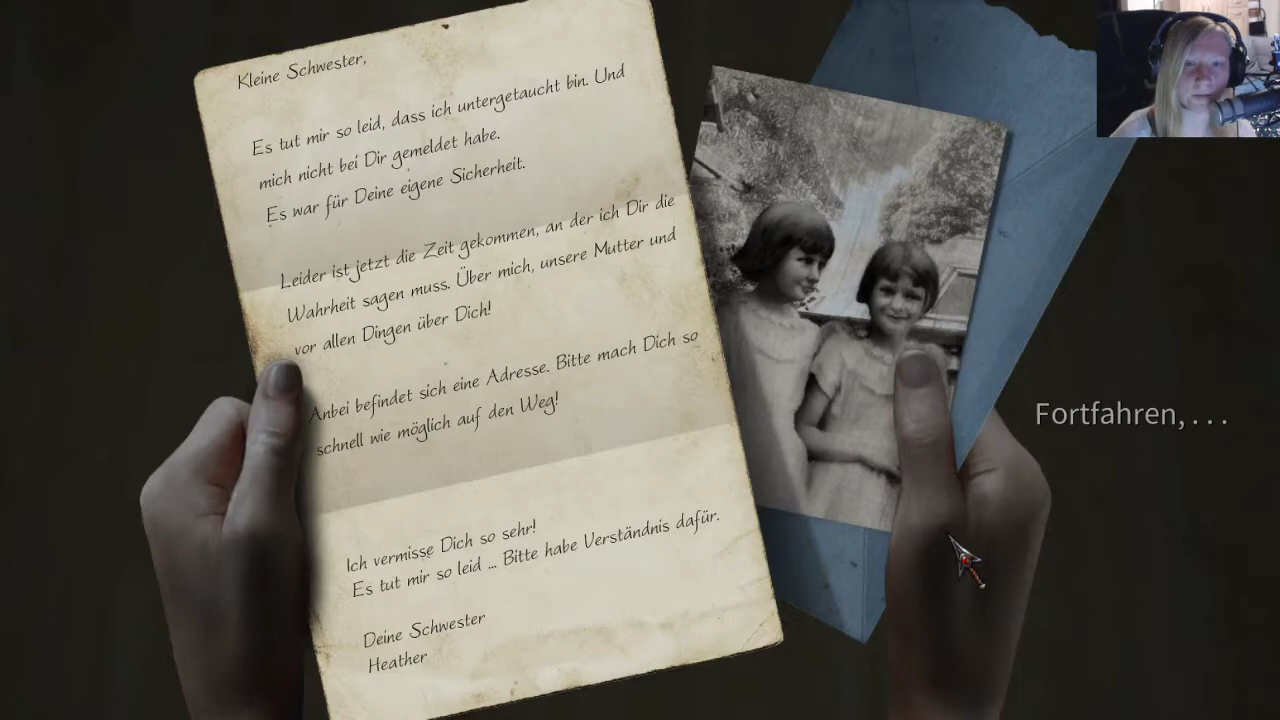 Kleine Schwester,
Es tut mir so leid, dass ich untergetaucht bin. Und
mich nicht bei Dir gemeldet habe.
Es war für Deine eigene Sicherheit.
Leider ist jetzt die Zeit gekommen, an der ich Dir die
Wahrheit sagen muss. Über mich, unsere Mutter und
vor allen Dingen über Dich!
Anbei befindet sich eine Adresse. Bitte mach Dich so
schnell wie möglich auf den Weg!
Ich vermisse Dich so sehr!
Es tut mir so leid ... Bitte habe Verständnis dafür.
Deine Schwester
Heather
Fortfahren, . . .